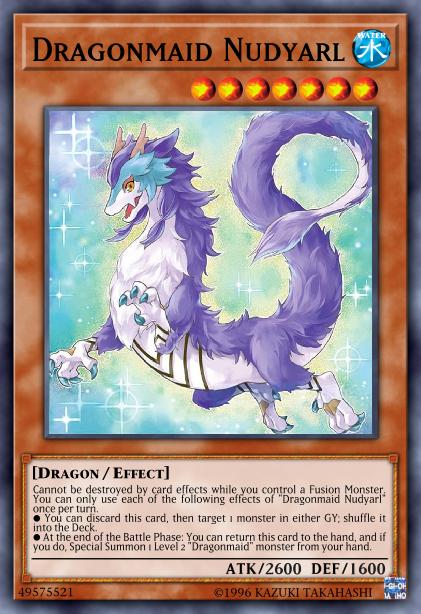 DRAGONMAID NUDYARL
WATER
水
[DRAGON / EFFECT]
Cannot be destroyed by card effects while you control a Fusion Monster.
You can only use each of the following effects of "Dragonmaid Nudyarl"
once per turn.
● You can discard this card, then target 1 monster in either GY; shuffle it
into the Deck.
● At the end of the Battle Phase: You can return this card to the hand, and if
you do, Special Summon 1 Level 2 "Dragonmaid" monster from your hand.
ATK/2600 DEF/1600
49575521
©1996 KAZUKI TAKAHASHI